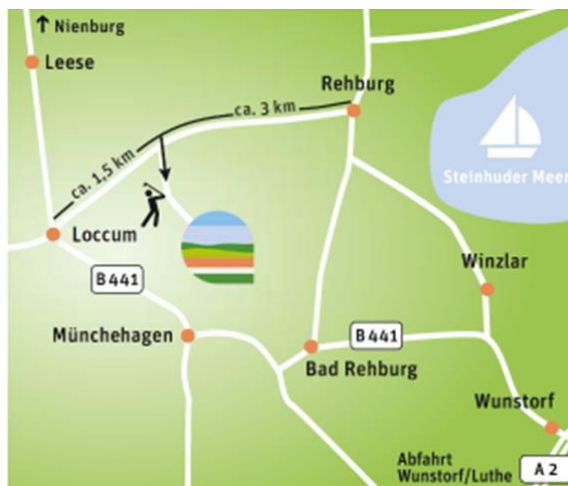 ↑ Nienburg
Leese
Rehburg
ca. 3 km
ca. 1,5 km
Steinhuder Meer
Loccum
Winzlar
B 441
Münchehagen
B 441
Bad Rehburg
Wunstorf
Abfahrt
Wunstorf/Luthe
A 2